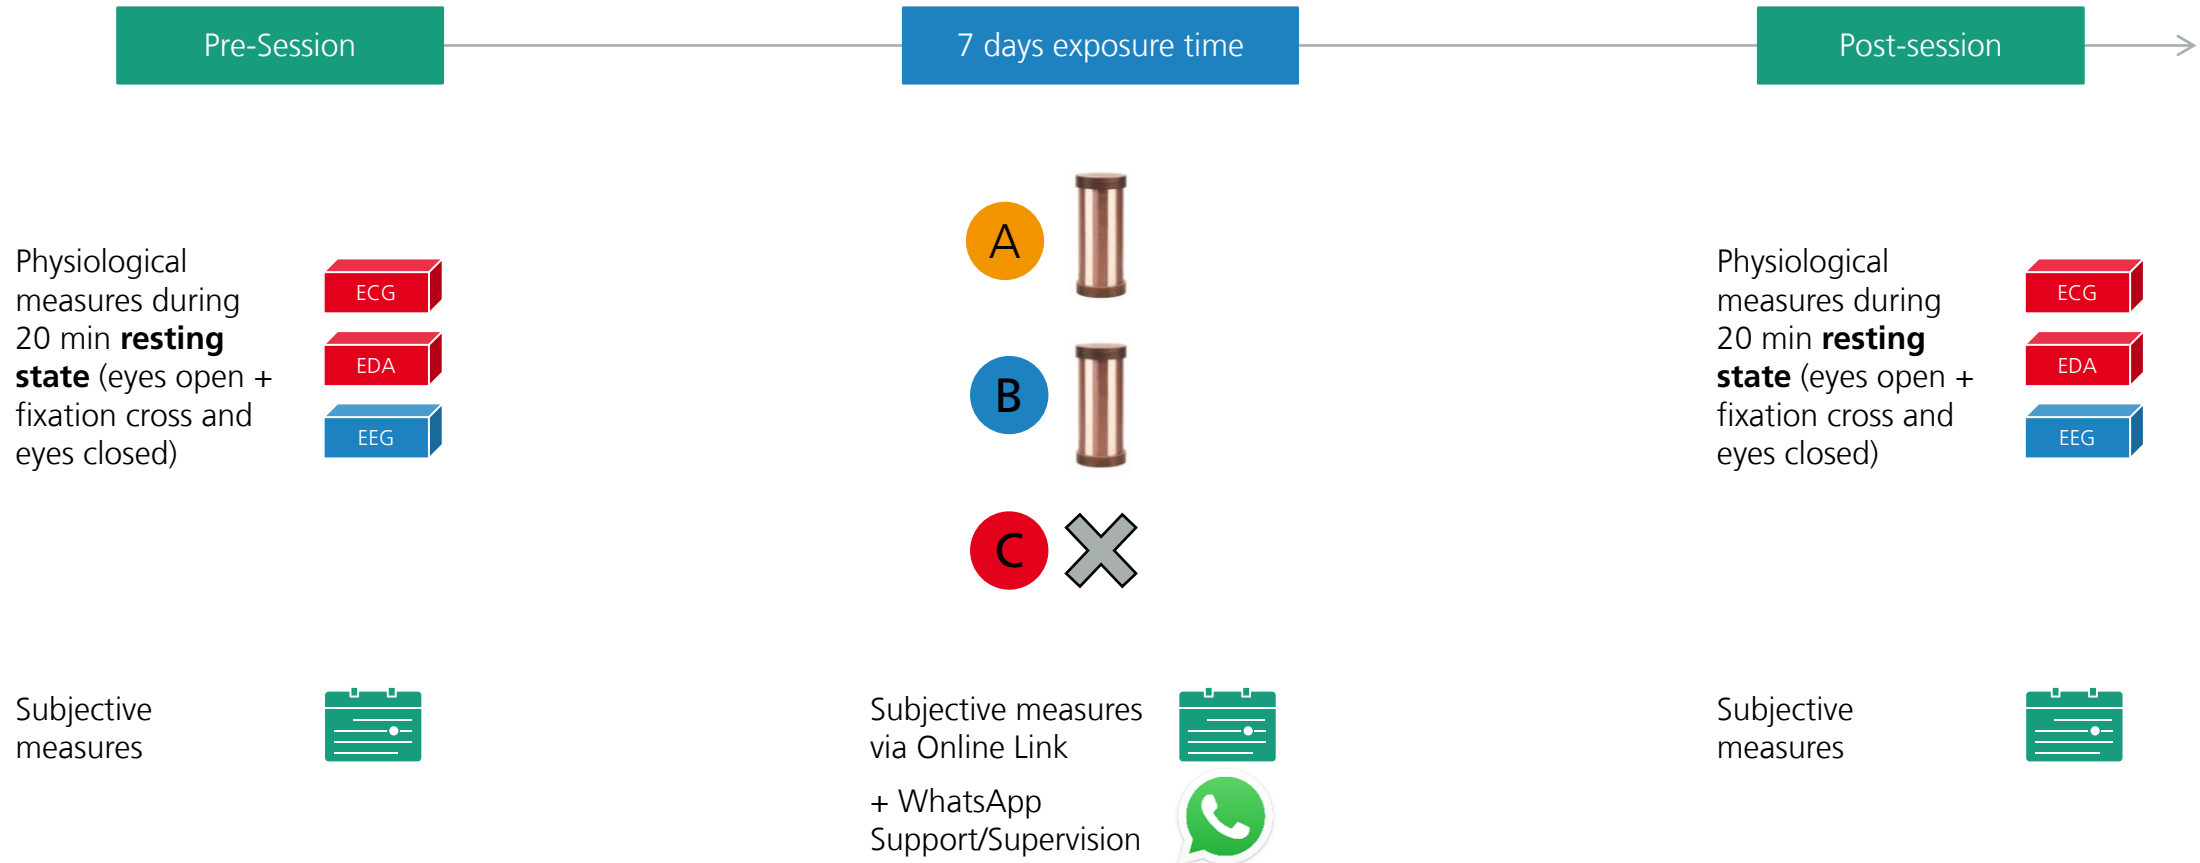 Pre-Session
7 days exposure time
Post-session
Physiological
measures during
20 min resting
state (eyes open +
fixation cross and
eyes closed)
ECG
EDA
EEG
A
B
C
Physiological
measures during
20 min resting
state (eyes open +
fixation cross and
eyes closed)
ECG
EDA
EEG
Subjective
measures
Subjective measures
via Online Link
+ WhatsApp
Support/Supervision
Subjective
measures